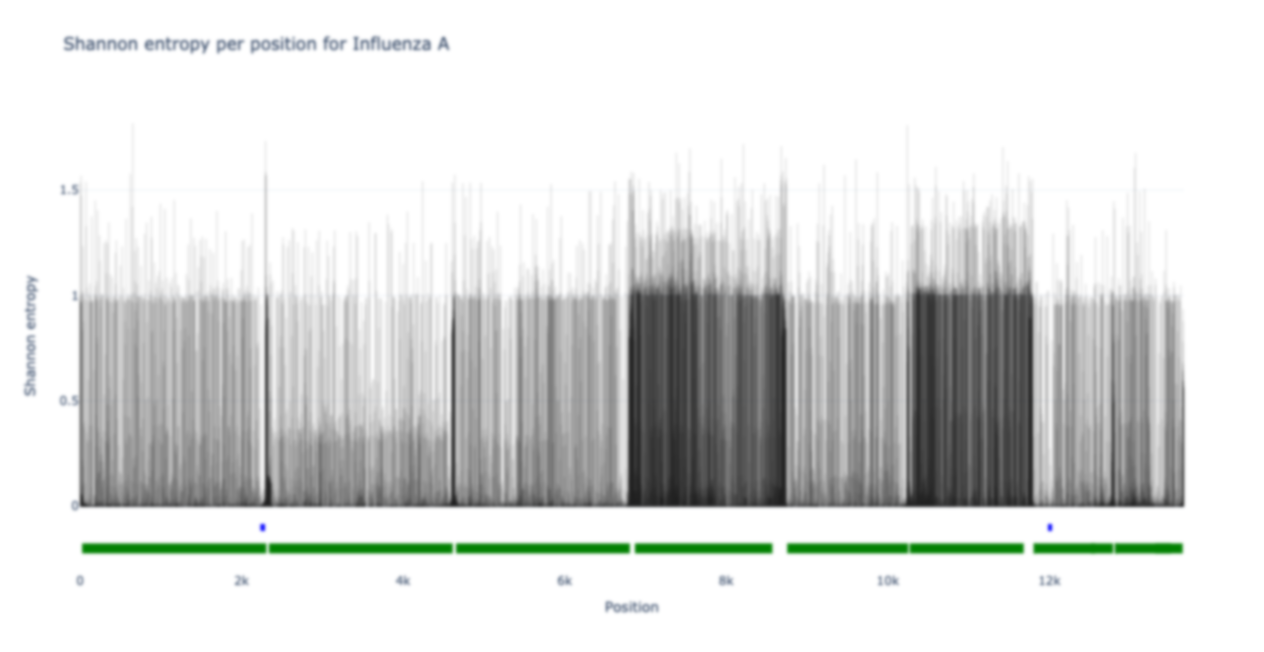 Shannon entropy per position for Influenza A
Shannon entropy
1.5
1
0.5
0
0 2k 4k 6k 8k 10k 12k
Position